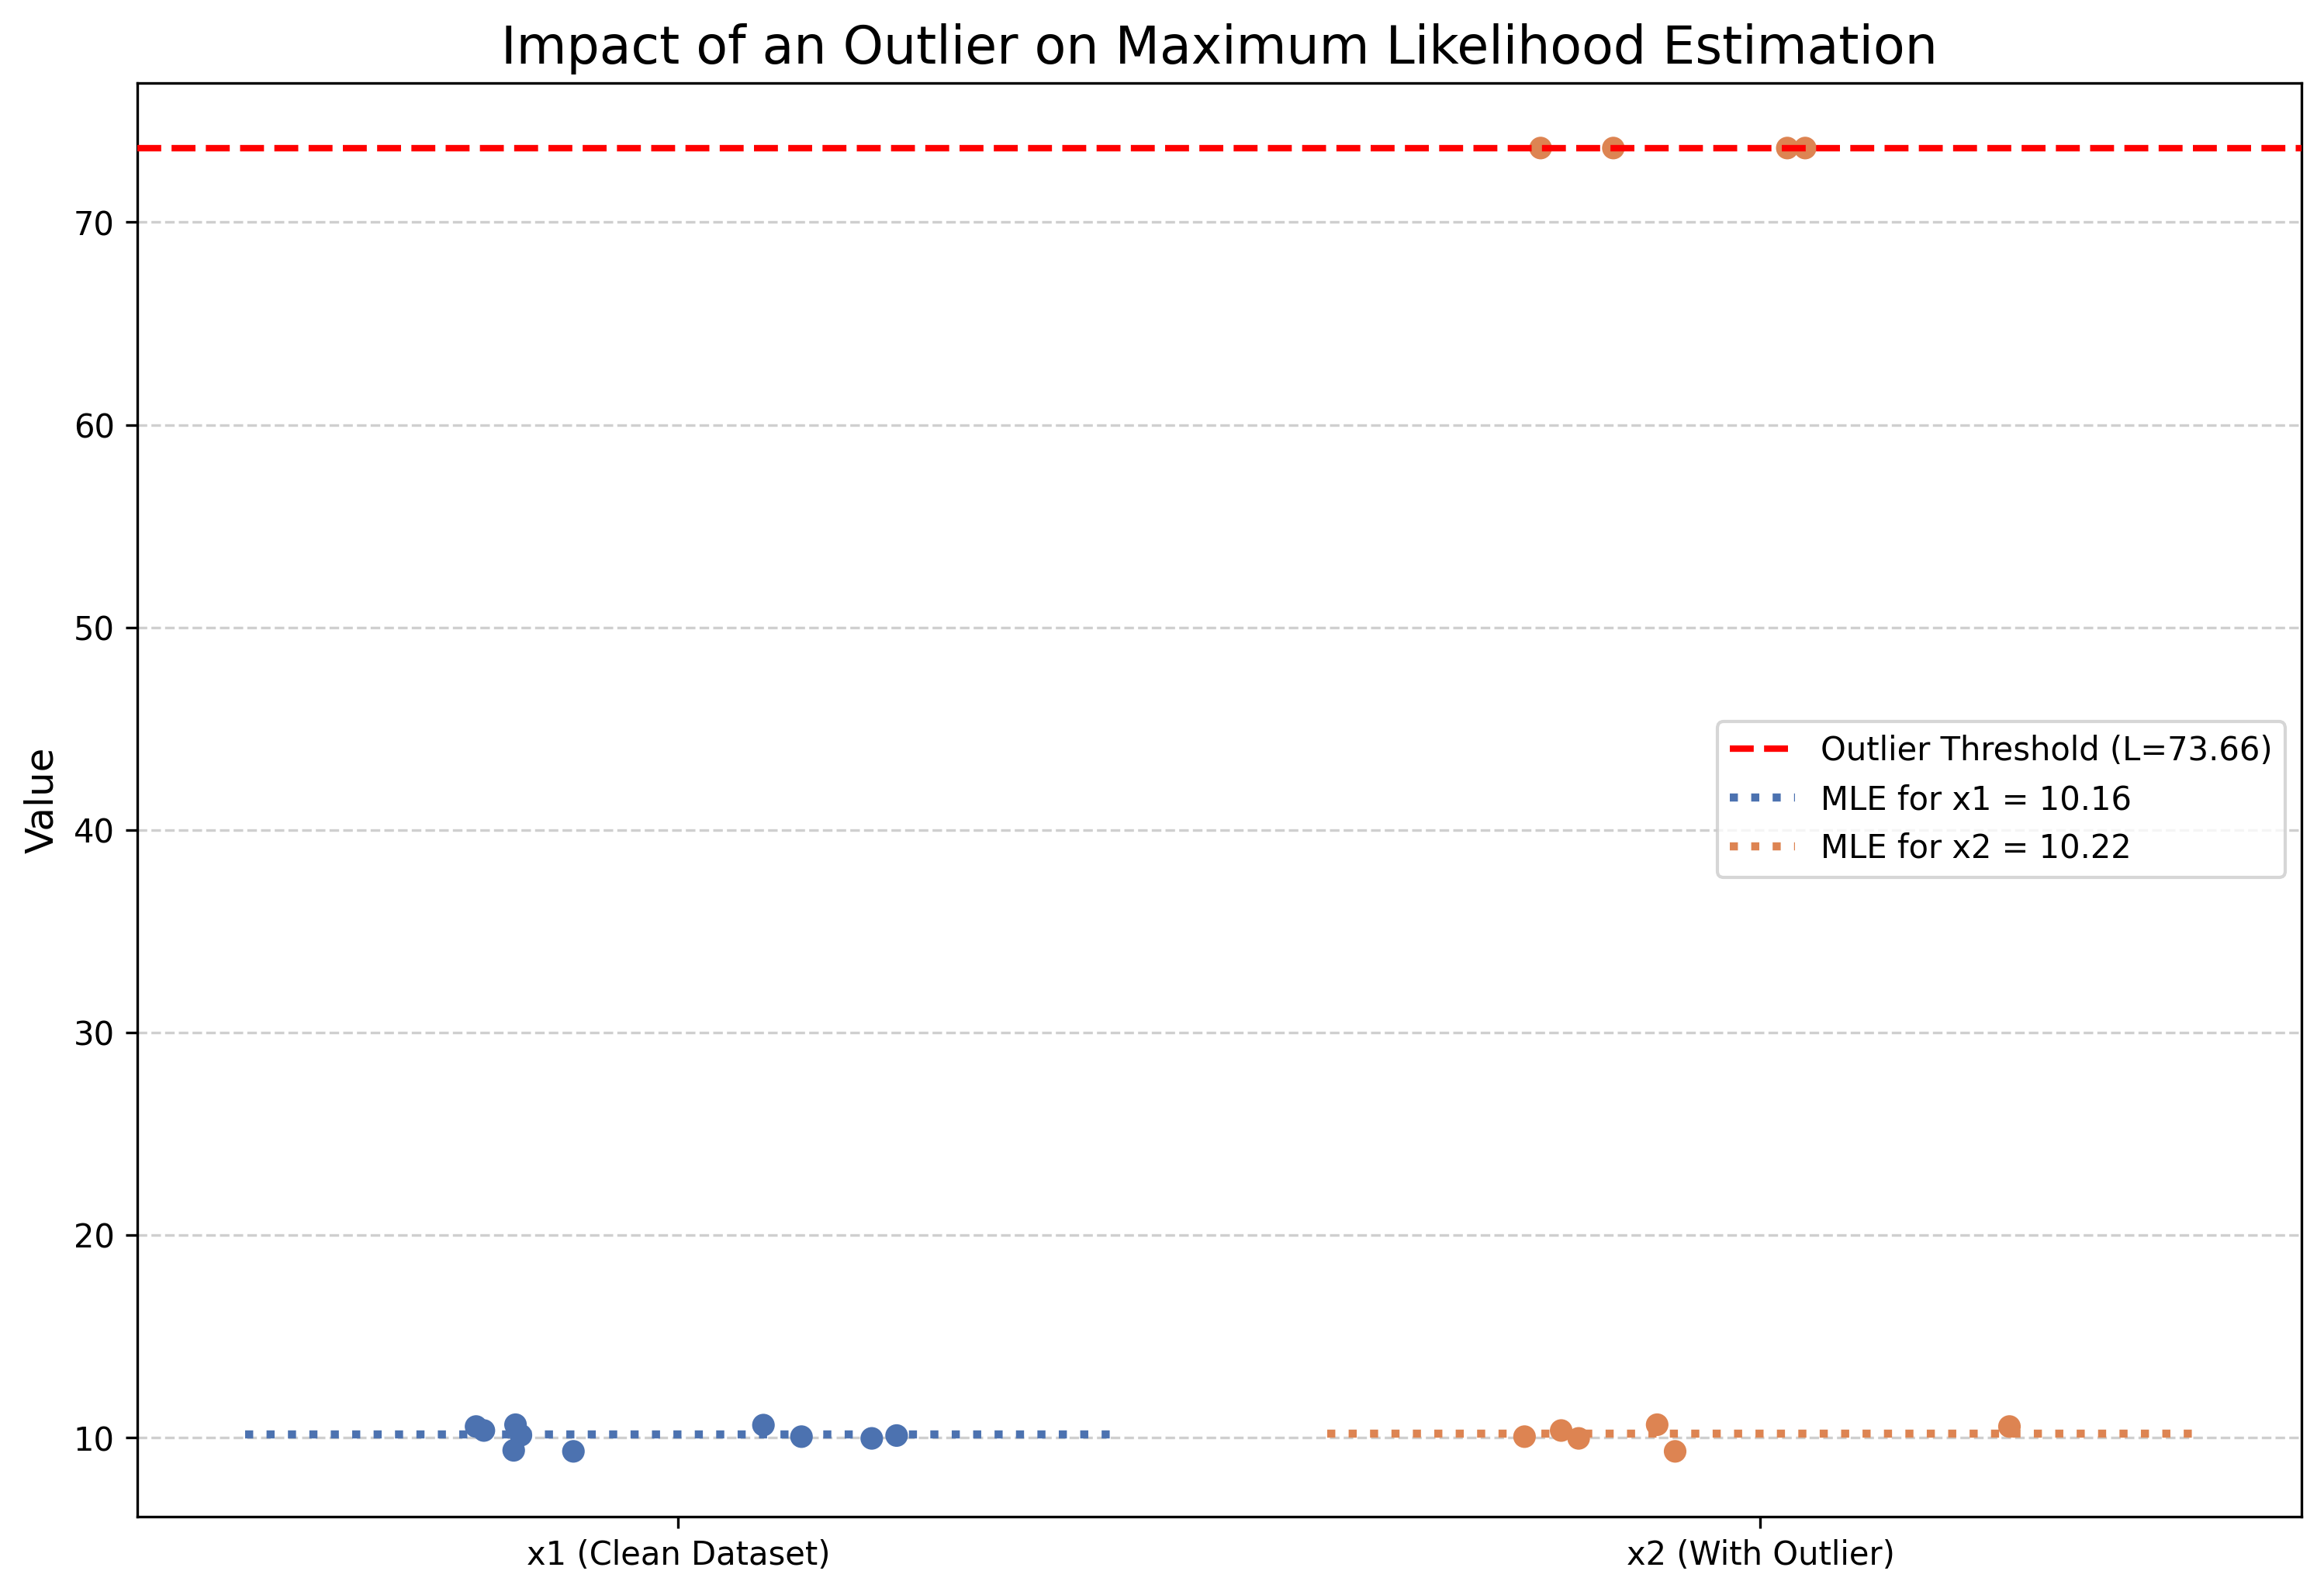 Impact of an Outlier on Maximum Likelihood Estimation
Value
70
60
50
40
30
20
10
Outlier Threshold (L=73.66)
MLE for x1 = 10.16
MLE for x2 = 10.22
x1 (Clean Dataset)
x2 (With Outlier)